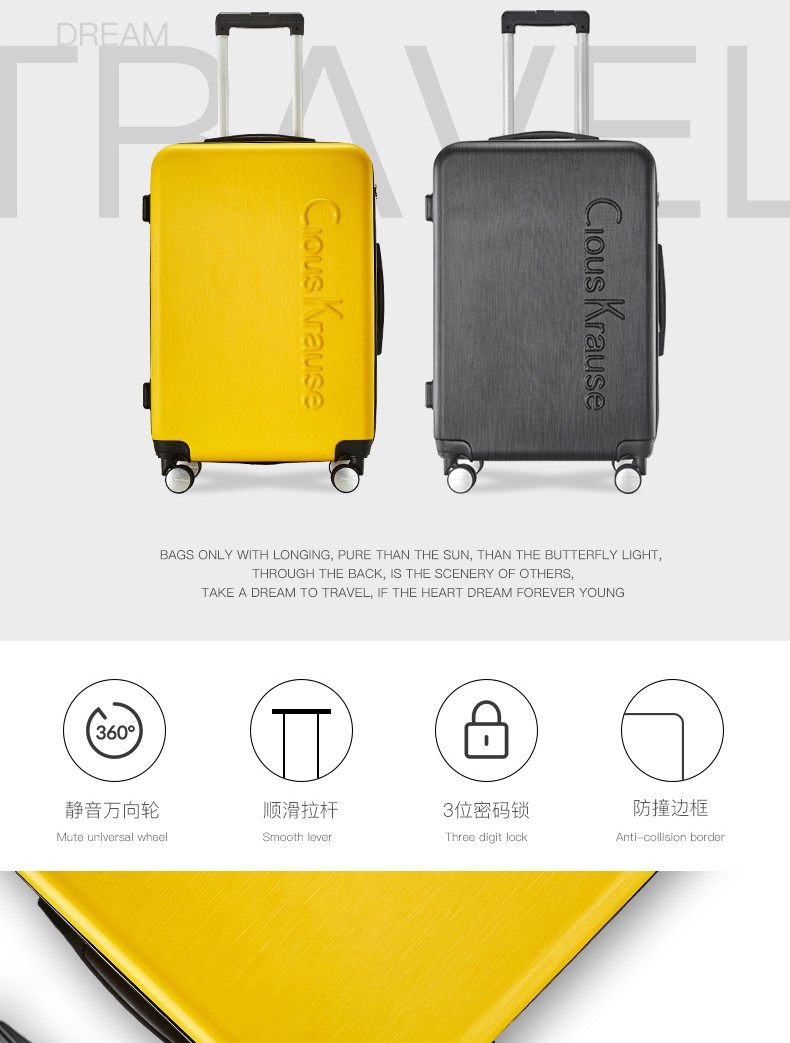 DREAM
TRAVEL
Cious Krause
Cious Krause
BAGS ONLY WITH LONGING, PURE THAN THE SUN, THAN THE BUTTERFLY LIGHT,
THROUGH THE BACK, IS THE SCENERY OF OTHERS,
TAKE A DREAM TO TRAVEL, IF THE HEART DREAM FOREVER YOUNG
360°
静音万向轮
顺滑拉杆
3位密码锁
防撞边框
Mute universal wheel
Smooth lever
Three digit lock
Anti-collision border